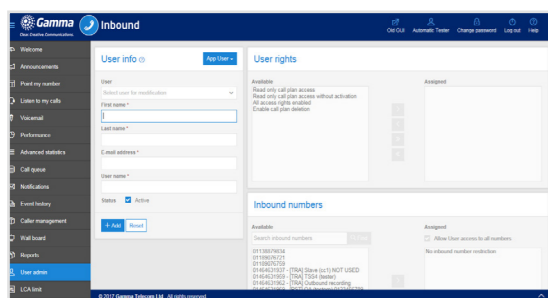 Gamma
Inbound
Old GUI
Automatic Tester
Change password
Log out
Help
Welcome
Announcements
Point my number
Listen to my calls
Voicemail
Performance
Advanced statistics
Call queue
Notifications
Event history
Caller management
Wall board
Reports
User admin
LCA limit
User info
App User
User
Select user for modification
First name *
Last name *
E-mail address *
User name *
Status
Active
+ Add
Reset
User rights
Available
Assigned
Read only call plan access
Read only call plan access without activation
All access rights enabled
Enable call plan deletion
Inbound numbers
Available
Assigned
Search inbound numbers
Allow User access to all numbers
No inbound number restriction
© 2017 Gamma Telecom Ltd. All rights reserved.